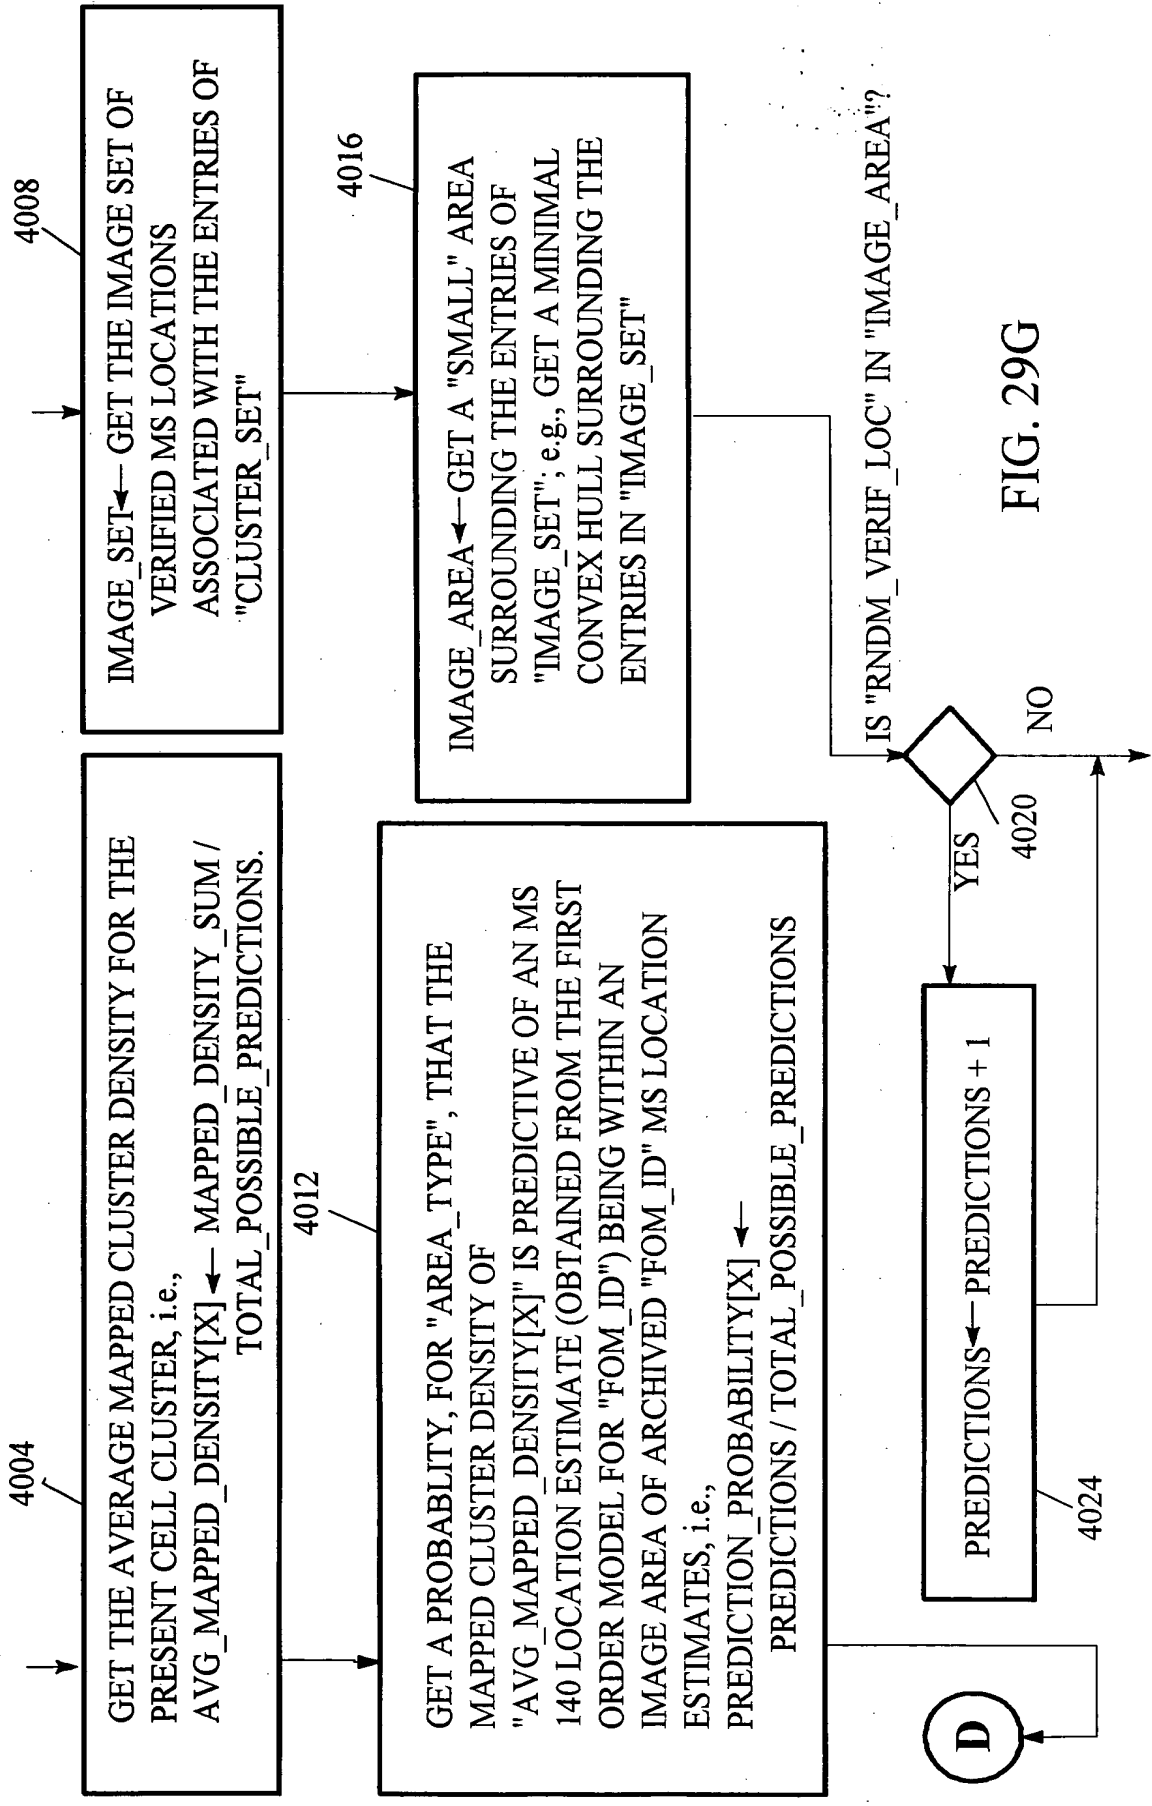 4004
GET THE AVERAGE MAPPED CLUSTER DENSITY FOR THE
PRESENT CELL CLUSTER, i.e.,
AVG_MAPPED_DENSITY[X] ← MAPPED_DENSITY_SUM /
TOTAL_POSSIBLE_PREDICTIONS.
4012
GET A PROBABLITY, FOR "AREA_TYPE", THAT THE
MAPPED CLUSTER DENSITY OF
"AVG_MAPPED_DENSITY[X]" IS PREDICTIVE OF AN MS
140 LOCATION ESTIMATE (OBTAINED FROM THE FIRST
ORDER MODEL FOR "FOM_ID") BEING WITHIN AN
IMAGE AREA OF ARCHIVED "FOM_ID" MS LOCATION
ESTIMATES, i.e.,
PREDICTION_PROBABILITY[X] ←
PREDICTIONS / TOTAL_POSSIBLE_PREDICTIONS
D
4008
IMAGE_SET ← GET THE IMAGE SET OF
VERIFIED MS LOCATIONS
ASSOCIATED WITH THE ENTRIES OF
"CLUSTER_SET"
4016
IMAGE_AREA ← GET A "SMALL" AREA
SURROUNDING THE ENTRIES OF
"IMAGE_SET"; e.g., GET A MINIMAL
CONVEX HULL SURROUNDING THE
ENTRIES IN "IMAGE_SET"
IS "RNDM_VERIF_LOC" IN "IMAGE_AREA"?
4020
YES
NO
PREDICTIONS ← PREDICTIONS + 1
4024
FIG. 29G